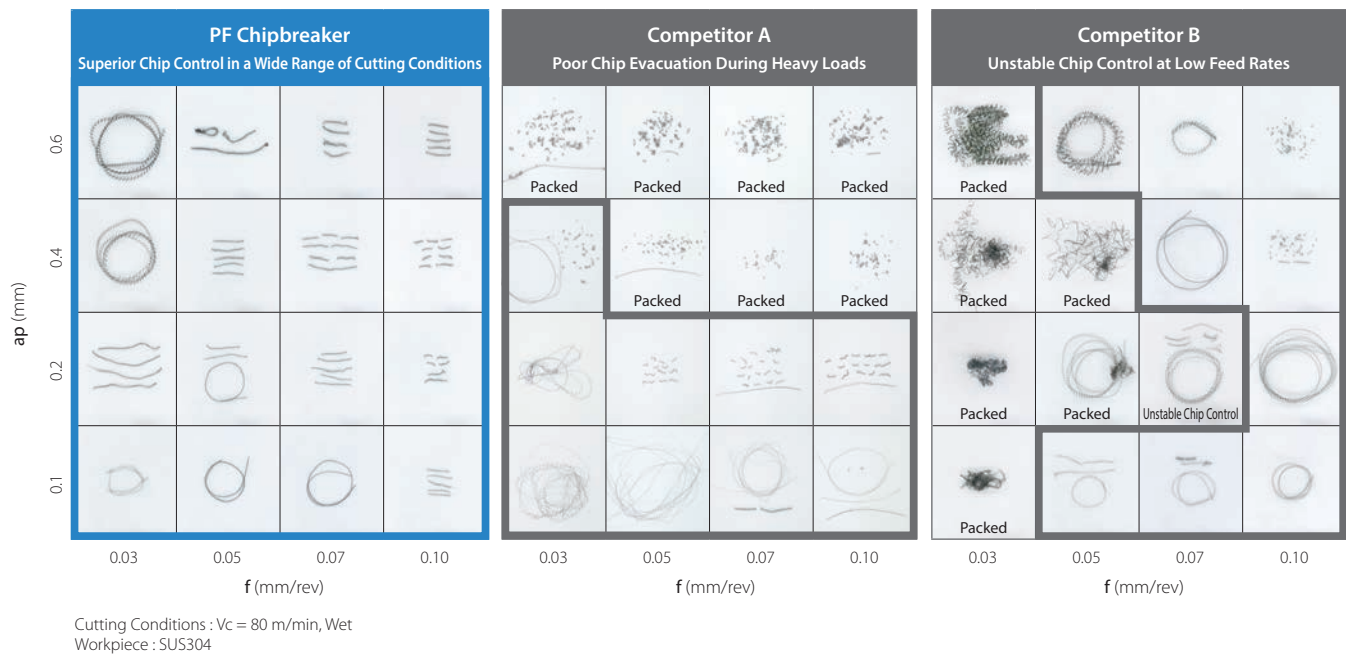 PF Chipbreaker
Superior Chip Control in a Wide Range of Cutting Conditions
Competitor A
Poor Chip Evacuation During Heavy Loads
Competitor B
Unstable Chip Control at Low Feed Rates
ap (mm)
0.6
Packed Packed Packed Packed
Packed
0.4
Packed Packed Packed
Packed Packed
0.2
Packed Packed Unstable Chip Control
0.1
Packed
0.03 0.05 0.07 0.10
0.03 0.05 0.07 0.10
0.03 0.05 0.07 0.10
f (mm/rev)
f (mm/rev)
f (mm/rev)
Cutting Conditions : Vc = 80 m/min, Wet
Workpiece : SUS304